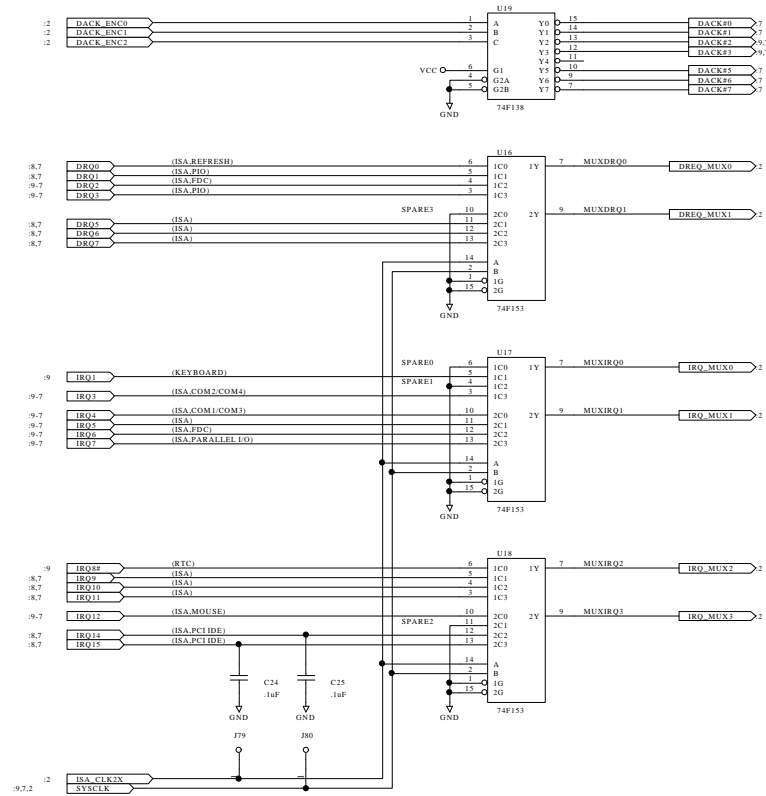 U19
:2 DACK_ENC0 1 A Y0 15 DACK#0 :7
:2 DACK_ENC1 2 B Y1 14 DACK#1 :7
:2 DACK_ENC2 3 C Y2 13 DACK#2 :9,7
Y3 12 DACK#3 :9,7
Y4 11
VCC 6 G1 Y5 10 DACK#5 :7
4 G2A Y6 9 DACK#6 :7
5 G2B Y7 7 DACK#7 :7
GND 74F138
U16
:8,7 DRQ0 (ISA,REFRESH) 6 1C0 1Y 7 MUXDRQ0 DREQ_MUX0 :2
:8,7 DRQ1 (ISA,PIO) 5 1C1
:9-7 DRQ2 (ISA,FDC) 4 1C2
:9-7 DRQ3 (ISA,PIO) 3 1C3
SPARE3 10 2C0 2Y 9 MUXDRQ1 DREQ_MUX1 :2
:8,7 DRQ5 (ISA) 11 2C1
:8,7 DRQ6 (ISA) 12 2C2
:8,7 DRQ7 (ISA) 13 2C3
14 A
2 B
1 1G
15 2G
GND 74F153
U17
SPARE0 6 1C0 1Y 7 MUXIRQ0 IRQ_MUX0 :2
:9 IRQ1 (KEYBOARD) 5 1C1
SPARE1 4 1C2
:9-7 IRQ3 (ISA,COM2/COM4) 3 1C3
:9-7 IRQ4 (ISA,COM1/COM3) 10 2C0 2Y 9 MUXIRQ1 IRQ_MUX1 :2
:9-7 IRQ5 (ISA) 11 2C1
:9-7 IRQ6 (ISA,FDC) 12 2C2
:9-7 IRQ7 (ISA,PARALLEL I/O) 13 2C3
14 A
2 B
1 1G
15 2G
GND 74F153
U18
:9 IRQ8# (RTC) 6 1C0 1Y 7 MUXIRQ2 IRQ_MUX2 :2
:8,7 IRQ9 (ISA) 5 1C1
:8,7 IRQ10 (ISA) 4 1C2
:8,7 IRQ11 (ISA) 3 1C3
:9-7 IRQ12 (ISA,MOUSE) 10 2C0 2Y 9 MUXIRQ3 IRQ_MUX3 :2
SPARE2 11 2C1
:8,7 IRQ14 (ISA,PCI IDE) 12 2C2
:8,7 IRQ15 (ISA,PCI IDE) 13 2C3
14 A
2 B
C24 C25 1 1G
.1uF .1uF 15 2G
GND GND GND 74F153
J79 J80
1 1
:2 ISA_CLK2X
:9,7,2 SYSCLK